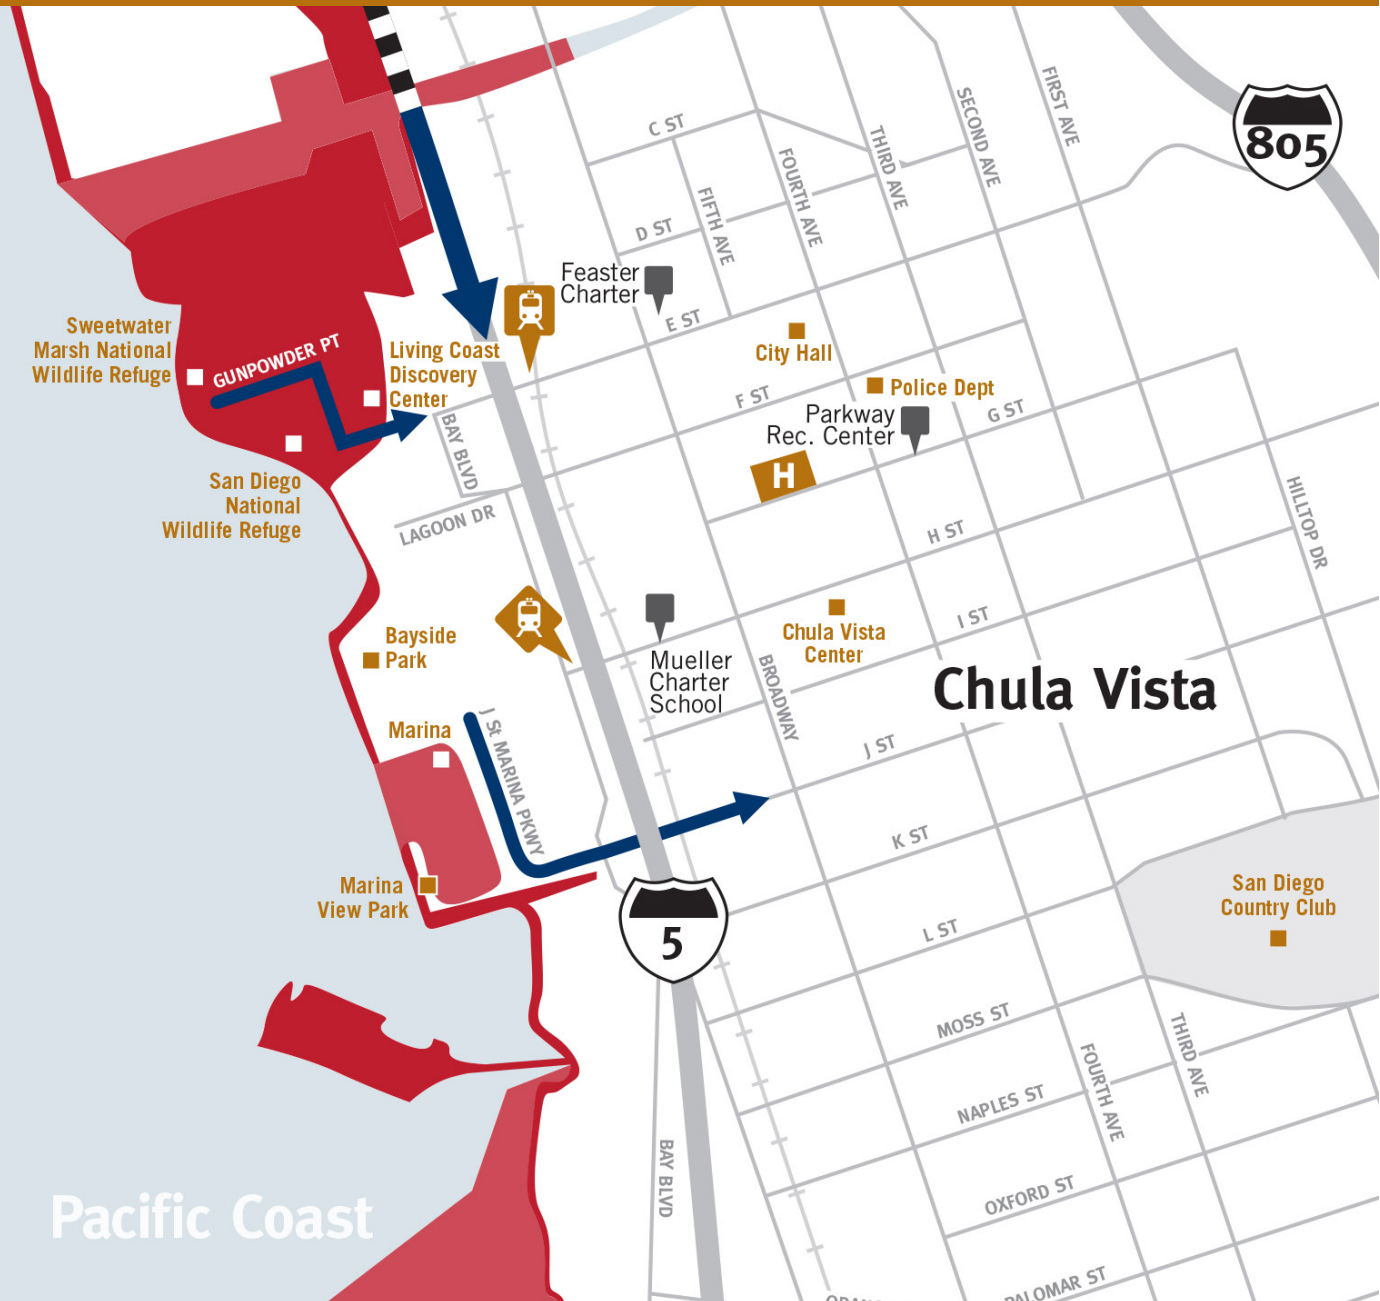 805
FIRST AVE
SECOND AVE
THIRD AVE
C ST
FOURTH AVE
FIFTH AVE
D ST
Feaster
Charter
E ST
Sweetwater
Marsh National
Wildlife Refuge
GUNPOWDER PT
Living Coast
Discovery
Center
City Hall
Police Dept
F ST
G ST
Parkway
Rec. Center
H
BAY BLVD
San Diego
National
Wildlife Refuge
LAGOON DR
H ST
HILLTOP DR
Bayside
Park
Chula Vista
Center
I ST
Mueller
Charter
School
BROADWAY
Chula Vista
Marina
J St MARINA PKWY
J ST
K ST
Marina
View Park
5
San Diego
Country Club
L ST
MOSS ST
THIRD AVE
FOURTH AVE
NAPLES ST
BAY BLVD
OXFORD ST
Pacific Coast
PALOMAR ST